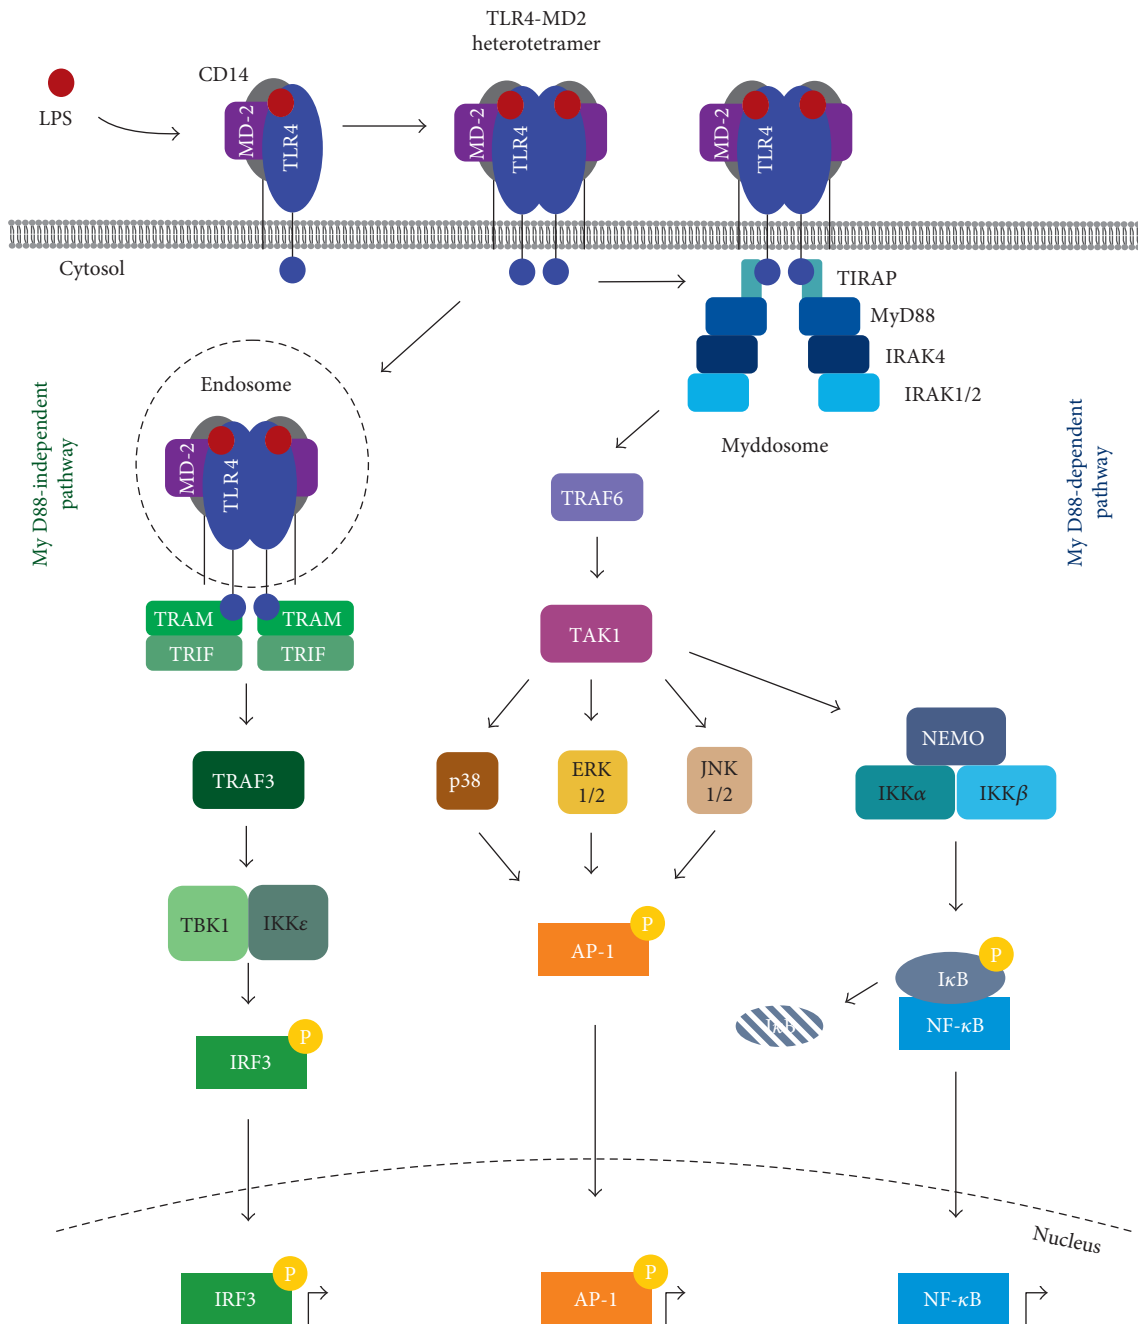 TLR4-MD2
heterotetramer
LPS
CD14
MD-2
TLR4
MD-2
TLR4
MD-2
TLR4
Cytosol
TIRAP
MyD88
IRAK4
IRAK1/2
Myddosome
Endosome
MD-2
TLR4
My D88-independent
pathway
My D88-dependent
pathway
TRAF6
TRAM
TRAM
TRIF
TRIF
TAK1
TRAF3
p38
ERK
1/2
JNK
1/2
NEMO
IKKα
IKKβ
TBK1
IKKε
AP-1
P
IκB
P
IκB
NF-κB
IRF3
P
Nucleus
IRF3
P
AP-1
P
NF-κB